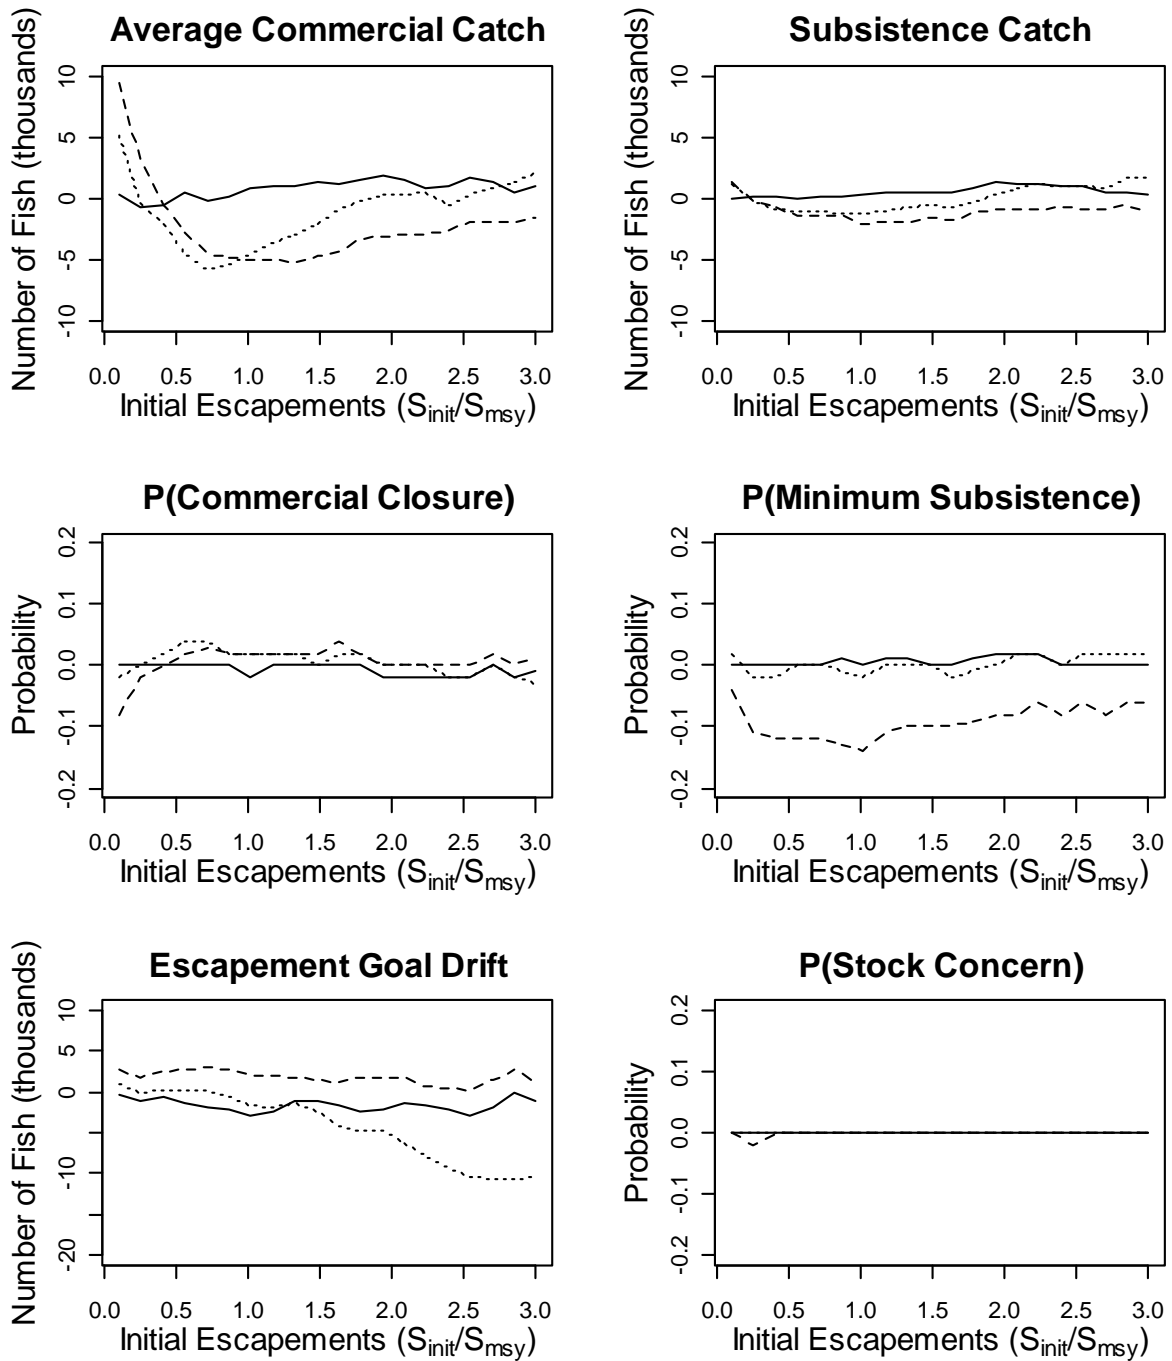 Average Commercial Catch
Number of Fish (thousands)
10
5
0
-5
-10
0.0 0.5 1.0 1.5 2.0 2.5 3.0
Initial Escapements (Sinit/Smsy)
Subsistence Catch
Number of Fish (thousands)
10
5
0
-5
-10
0.0 0.5 1.0 1.5 2.0 2.5 3.0
Initial Escapements (Sinit/Smsy)
P(Commercial Closure)
Probability
0.2
0.1
0.0
-0.1
-0.2
0.0 0.5 1.0 1.5 2.0 2.5 3.0
Initial Escapements (Sinit/Smsy)
P(Minimum Subsistence)
Probability
0.2
0.1
0.0
-0.1
-0.2
0.0 0.5 1.0 1.5 2.0 2.5 3.0
Initial Escapements (Sinit/Smsy)
Escapement Goal Drift
Number of Fish (thousands)
10
5
0
-10
-20
0.0 0.5 1.0 1.5 2.0 2.5 3.0
Initial Escapements (Sinit/Smsy)
P(Stock Concern)
Probability
0.2
0.1
0.0
-0.1
-0.2
0.0 0.5 1.0 1.5 2.0 2.5 3.0
Initial Escapements (Sinit/Smsy)